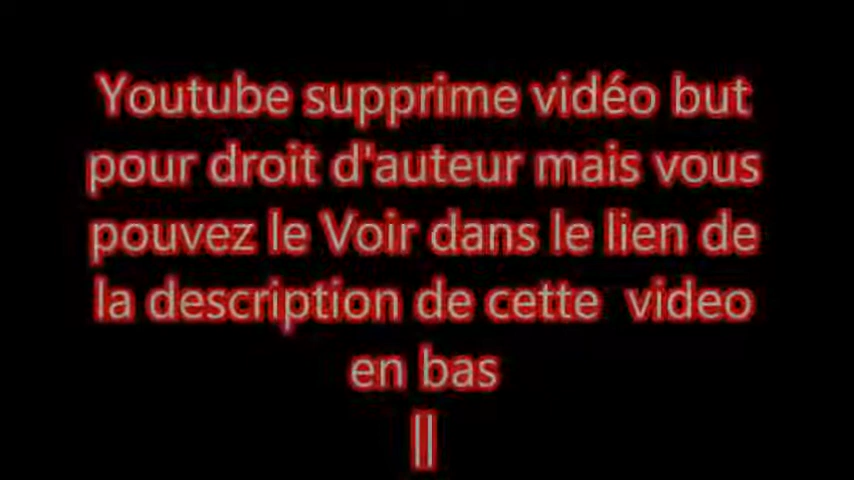 Youtube supprime vidéo but
pour droit d'auteur mais vous
pouvez le Voir dans le lien de
la description de cette video
en bas
||